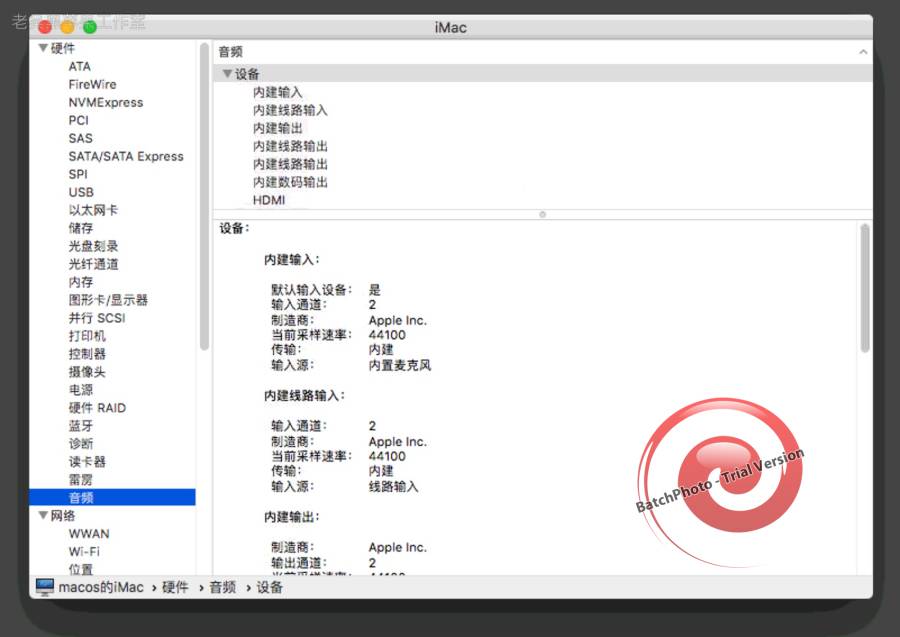 iMac
硬件
ATA
FireWire
NVMExpress
PCI
SAS
SATA/SATA Express
SPI
USB
以太网卡
储存
光盘刻录
光纤通道
内存
图形卡/显示器
并行 SCSI
打印机
控制器
摄像头
电源
硬件 RAID
蓝牙
诊断
读卡器
雷雳
音频
网络
WWAN
Wi-Fi
位置
音频
设备
内建输入
内建线路输入
内建输出
内建线路输出
内建线路输出
内建数码输出
HDMI
设备：
内建输入：
默认输入设备： 是
输入通道： 2
制造商： Apple Inc.
当前采样速率： 44100
传输： 内建
输入源： 内置麦克风
内建线路输入：
输入通道： 2
制造商： Apple Inc.
当前采样速率： 44100
传输： 内建
输入源： 线路输入
内建输出：
制造商： Apple Inc.
输出通道： 2
当前采样速率： 44100
BatchPhoto - Trial Version
macos的iMac › 硬件 › 音频 › 设备